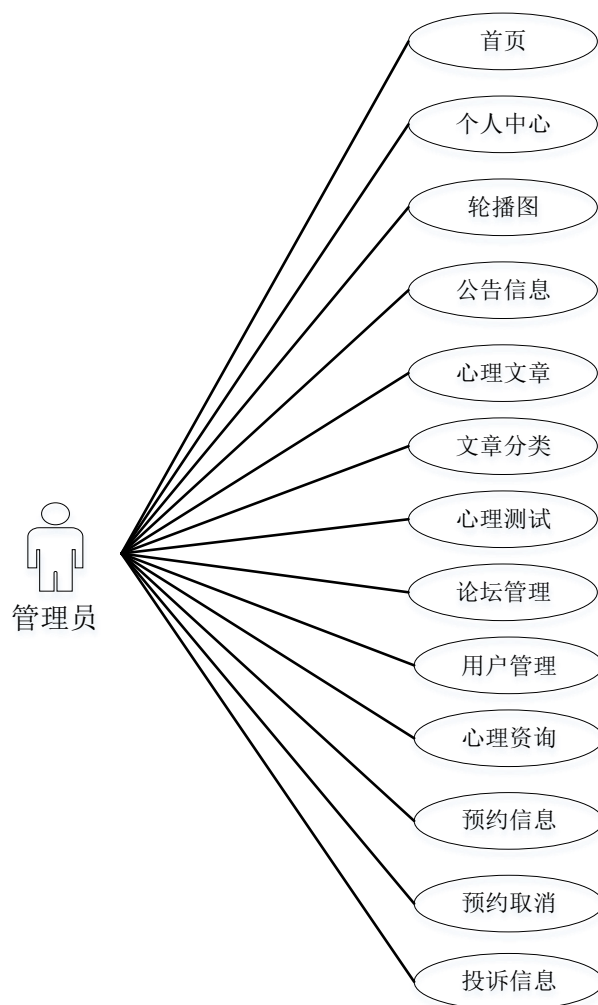 首页
个人中心
轮播图
公告信息
心理文章
文章分类
心理测试
论坛管理
管理员
用户管理
心理资询
预约信息
预约取消
投诉信息